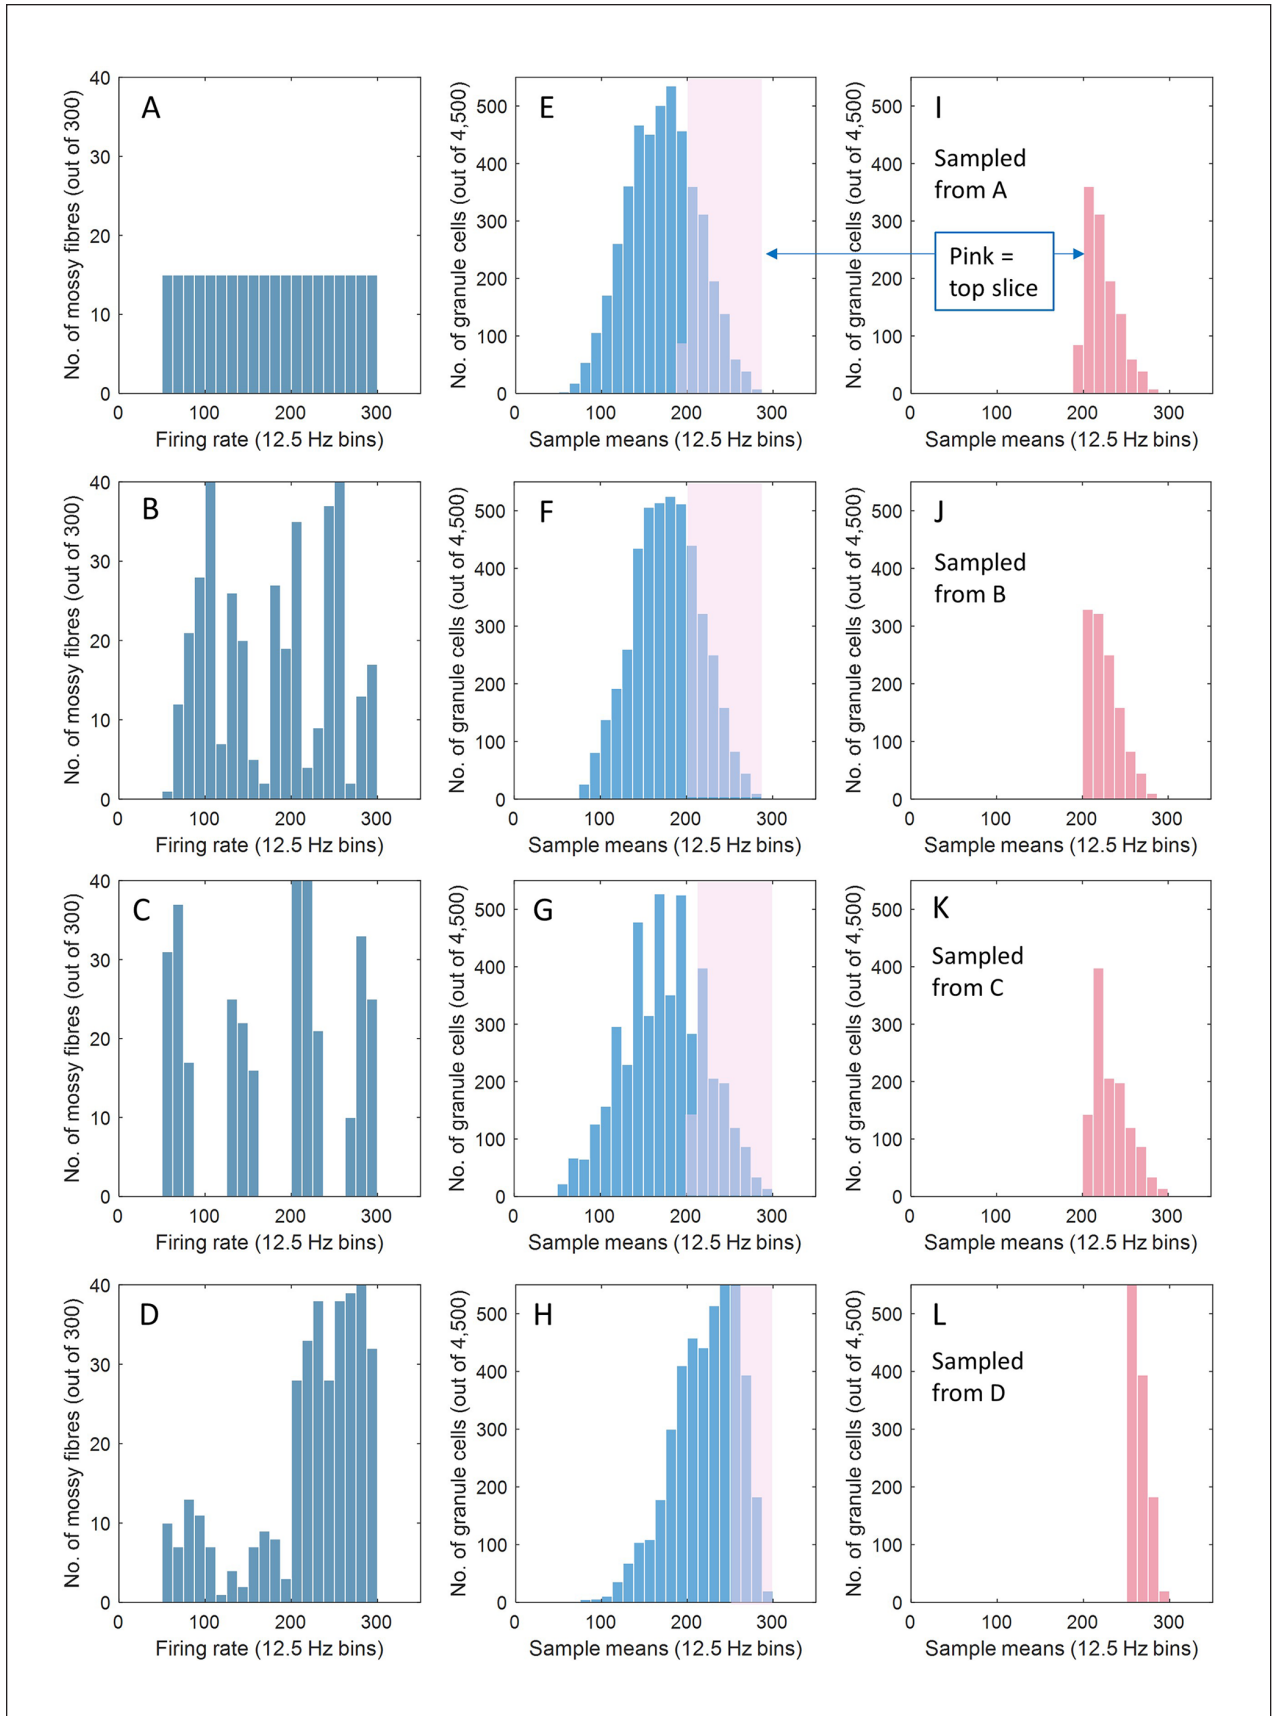 A
No. of mossy fibres (out of 300)
40
30
20
10
0
0 100 200 300
Firing rate (12.5 Hz bins)
E
No. of granule cells (out of 4,500)
500
400
300
200
100
0
0 100 200 300
Sample means (12.5 Hz bins)
I
Sampled
from A
Pink =
top slice
No. of granule cells (out of 4,500)
500
400
300
200
100
0
0 100 200 300
Sample means (12.5 Hz bins)
B
No. of mossy fibres (out of 300)
40
30
20
10
0
0 100 200 300
Firing rate (12.5 Hz bins)
F
No. of granule cells (out of 4,500)
500
400
300
200
100
0
0 100 200 300
Sample means (12.5 Hz bins)
J
Sampled
from B
No. of granule cells (out of 4,500)
500
400
300
200
100
0
0 100 200 300
Sample means (12.5 Hz bins)
C
No. of mossy fibres (out of 300)
40
30
20
10
0
0 100 200 300
Firing rate (12.5 Hz bins)
G
No. of granule cells (out of 4,500)
500
400
300
200
100
0
0 100 200 300
Sample means (12.5 Hz bins)
K
Sampled
from C
No. of granule cells (out of 4,500)
500
400
300
200
100
0
0 100 200 300
Sample means (12.5 Hz bins)
D
No. of mossy fibres (out of 300)
40
30
20
10
0
0 100 200 300
Firing rate (12.5 Hz bins)
H
No. of granule cells (out of 4,500)
500
400
300
200
100
0
0 100 200 300
Sample means (12.5 Hz bins)
L
Sampled
from D
No. of granule cells (out of 4,500)
500
400
300
200
100
0
0 100 200 300
Sample means (12.5 Hz bins)